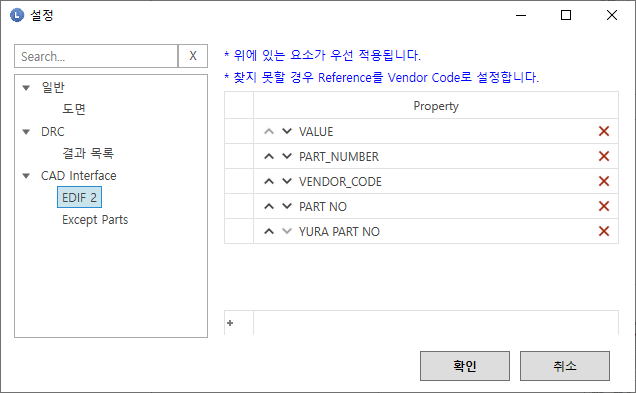 L 설정
Search... X
* 위에 있는 요소가 우선 적용됩니다.
* 찾지 못할 경우 Reference를 Vendor Code로 설정합니다.
일반
도면
DRC
결과 목록
CAD Interface
EDIF 2
Except Parts
Property
VALUE
PART_NUMBER
VENDOR_CODE
PART NO
YURA PART NO
확인 취소